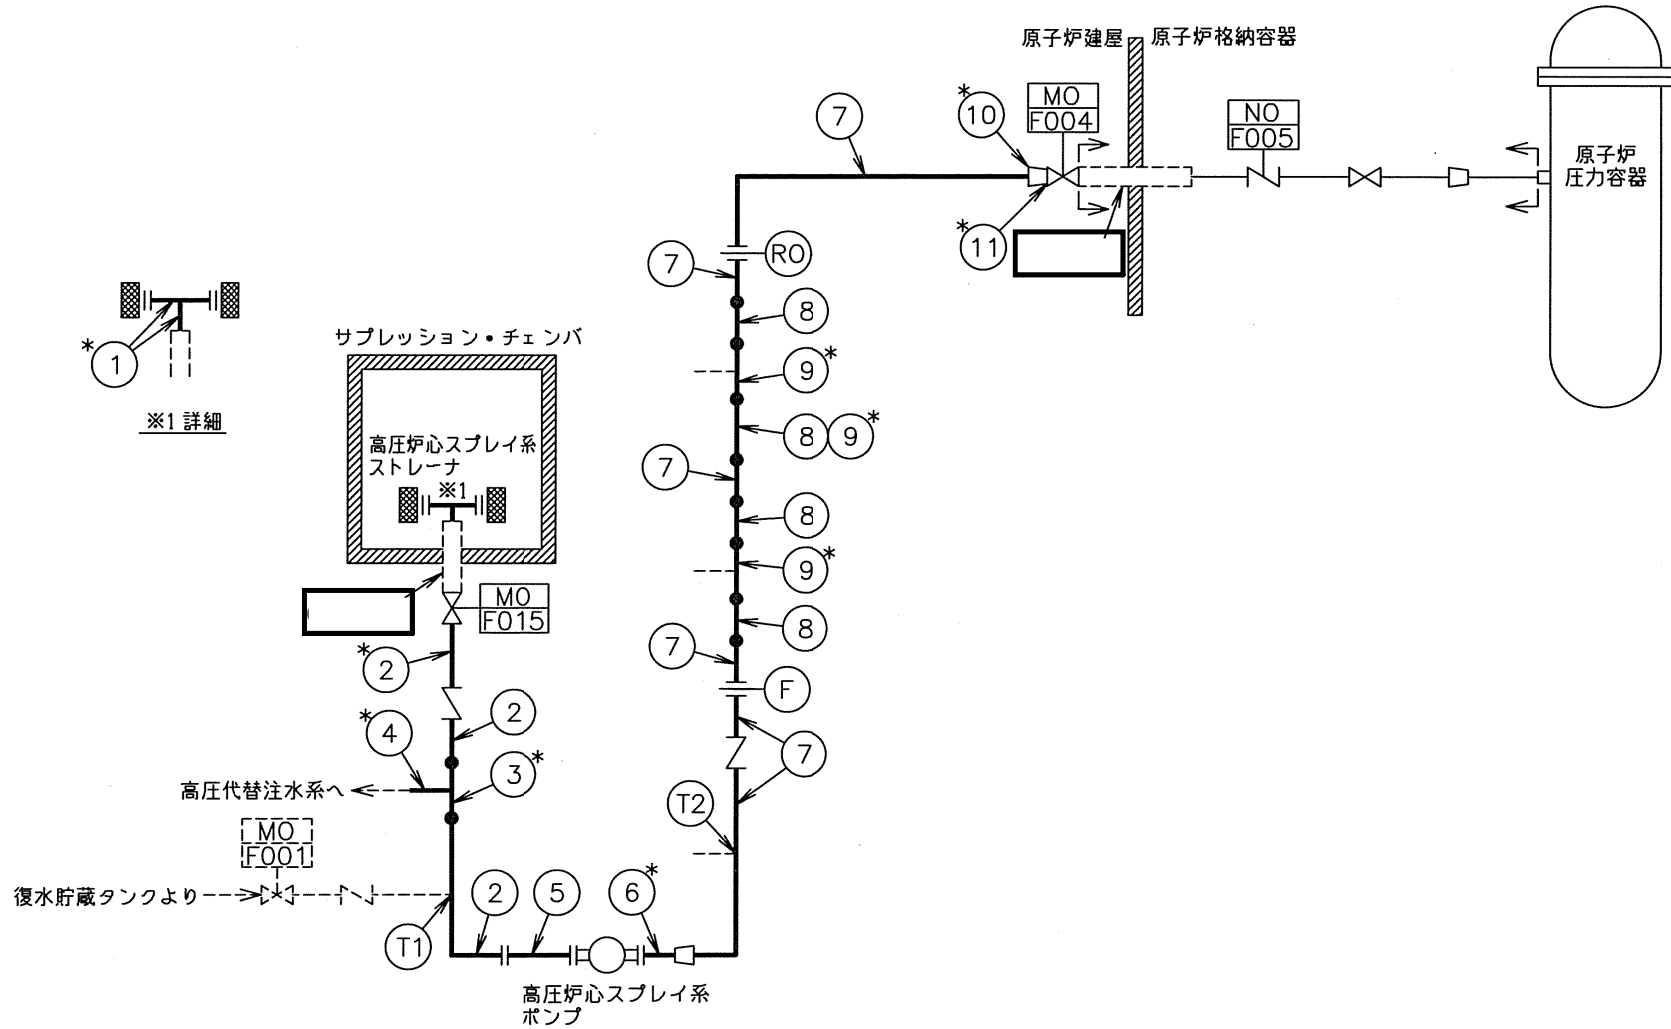 原子炉建屋
原子炉格納容器
7
*10
MO
F004
NO
F005
原子炉
圧力容器
*11
RO
7
8
*1
※1 詳細
サプレッション・チェンバ
9*
高圧炉心スプレイ系
ストレーナ
※1
8 9*
7
8
9*
MO
F015
8
*2
7
F
2
*4
7
3*
高圧代替注水系へ
T2
MO
F001
復水貯蔵タンクより
2
5
6*
T1
高圧炉心スプレイ系
ポンプ